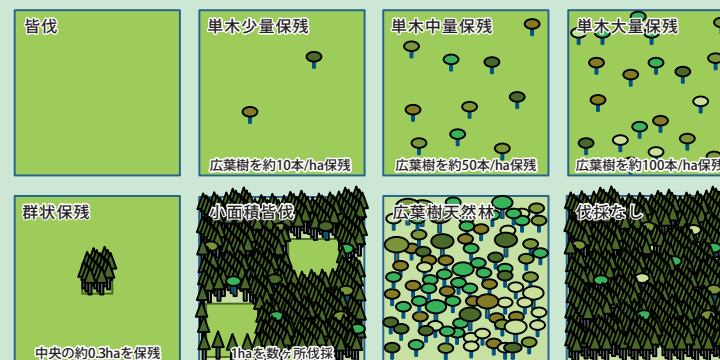 皆伐
単木少量保残
広葉樹を約10本/ha保残
単木中量保残
広葉樹を約50本/ha保残
単木大量保残
広葉樹を約100本/ha保残
群状保残
中央の約0.3haを保残
小面積皆伐
1haを数ヶ所伐採
広葉樹天然林
伐採なし